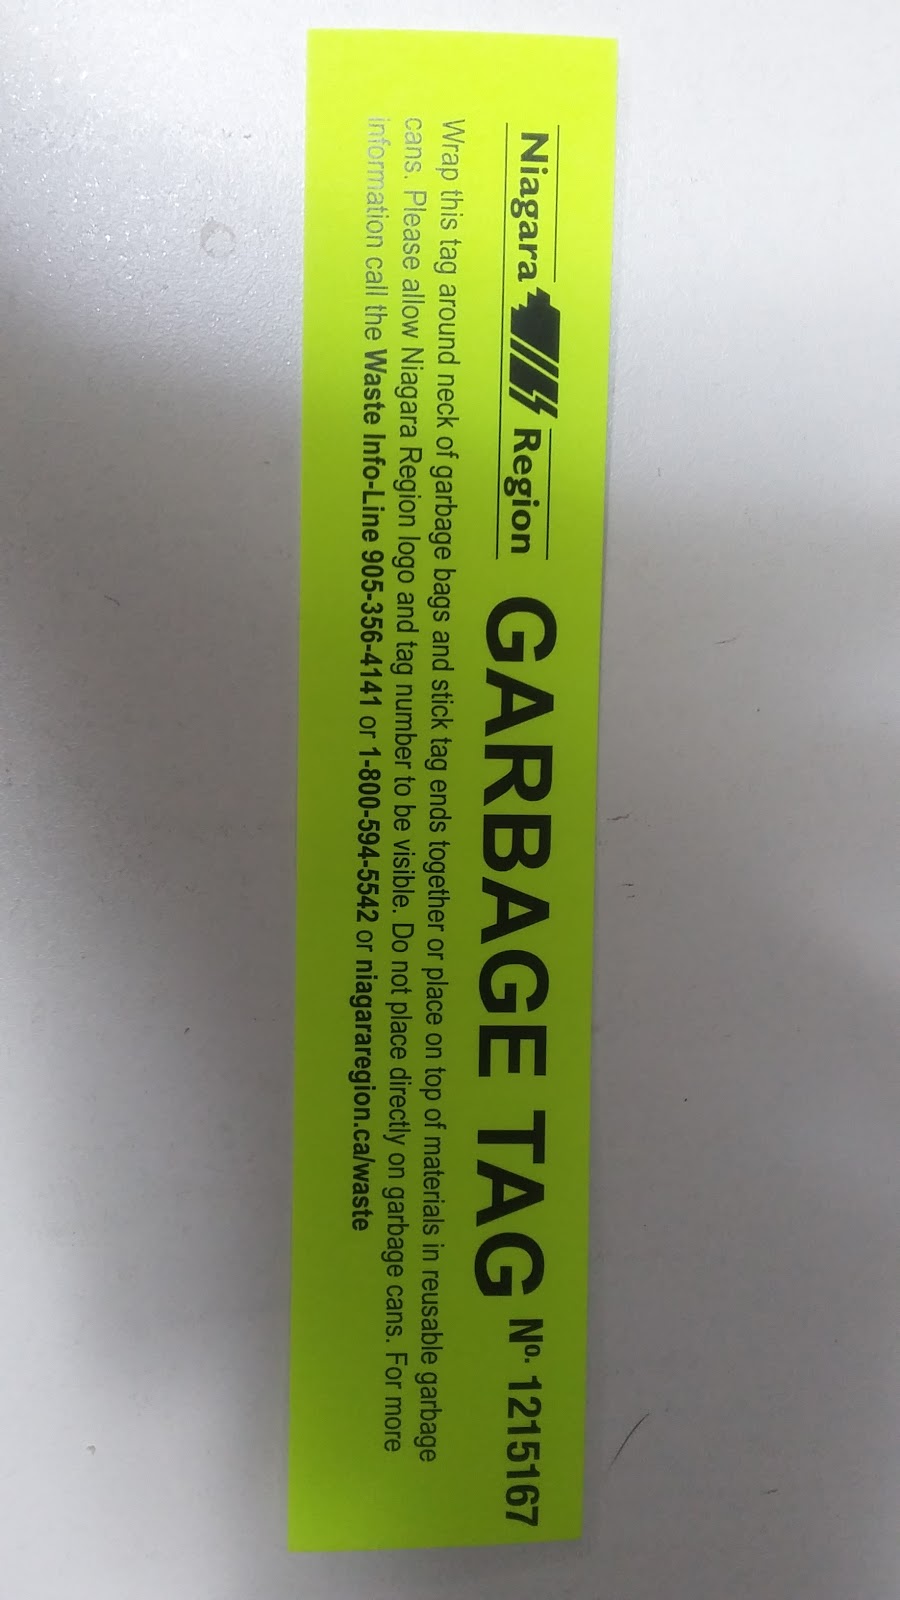 Niagara Region GARBAGE TAG Nº. 1215167
Wrap this tag around neck of garbage bags and stick tag ends together or place on top of materials in reusable garbage
cans. Please allow Niagara Region logo and tag number to be visible. Do not place directly on garbage cans. For more
information call the Waste Info-Line 905-356-4141 or 1-800-594-5542 or niagararegion.ca/waste